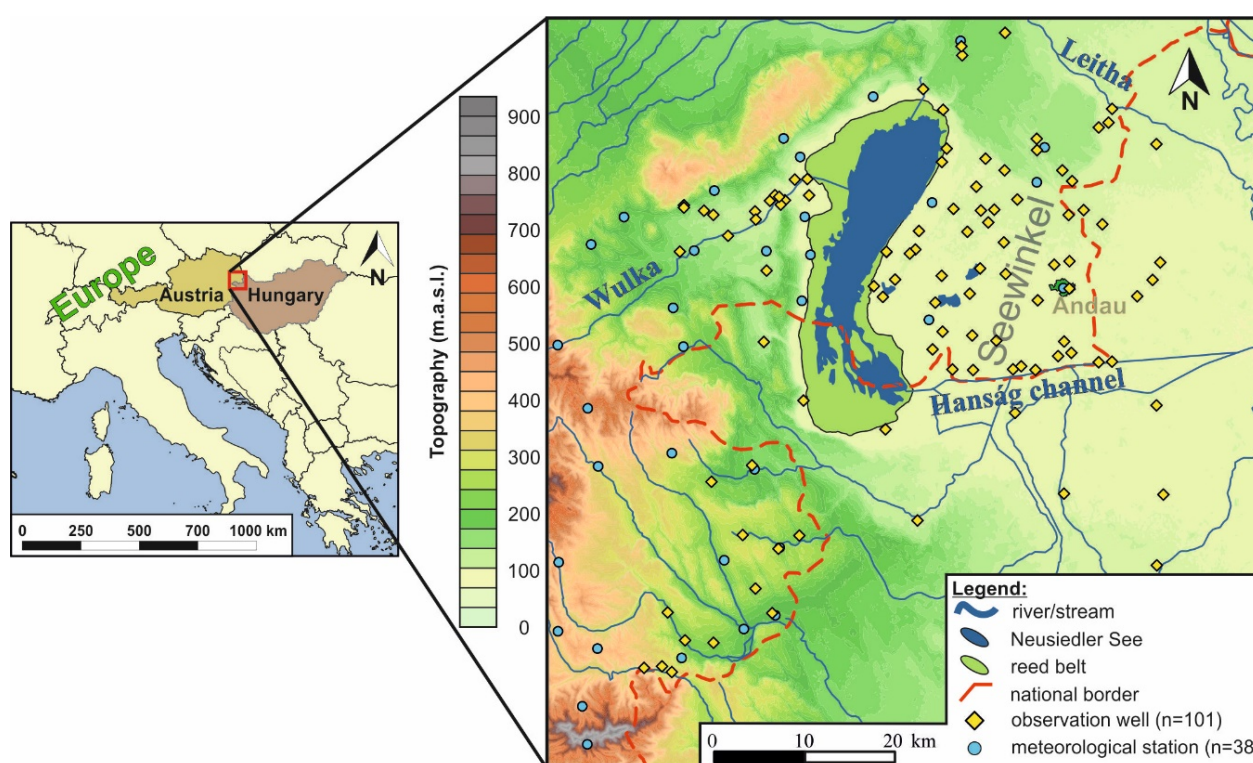 Europe
Austria
Hungary
N
0 250 500 700 1000 km
Topography (m.a.s.l.)
900
800
700
600
500
400
300
200
100
0
Leitha
N
Wulka
Seewinkel
Andau
Hanság channel
Legend:
river/stream
Neusiedler See
reed belt
national border
observation well (n=101)
meteorological station (n=38
0 10 20 km